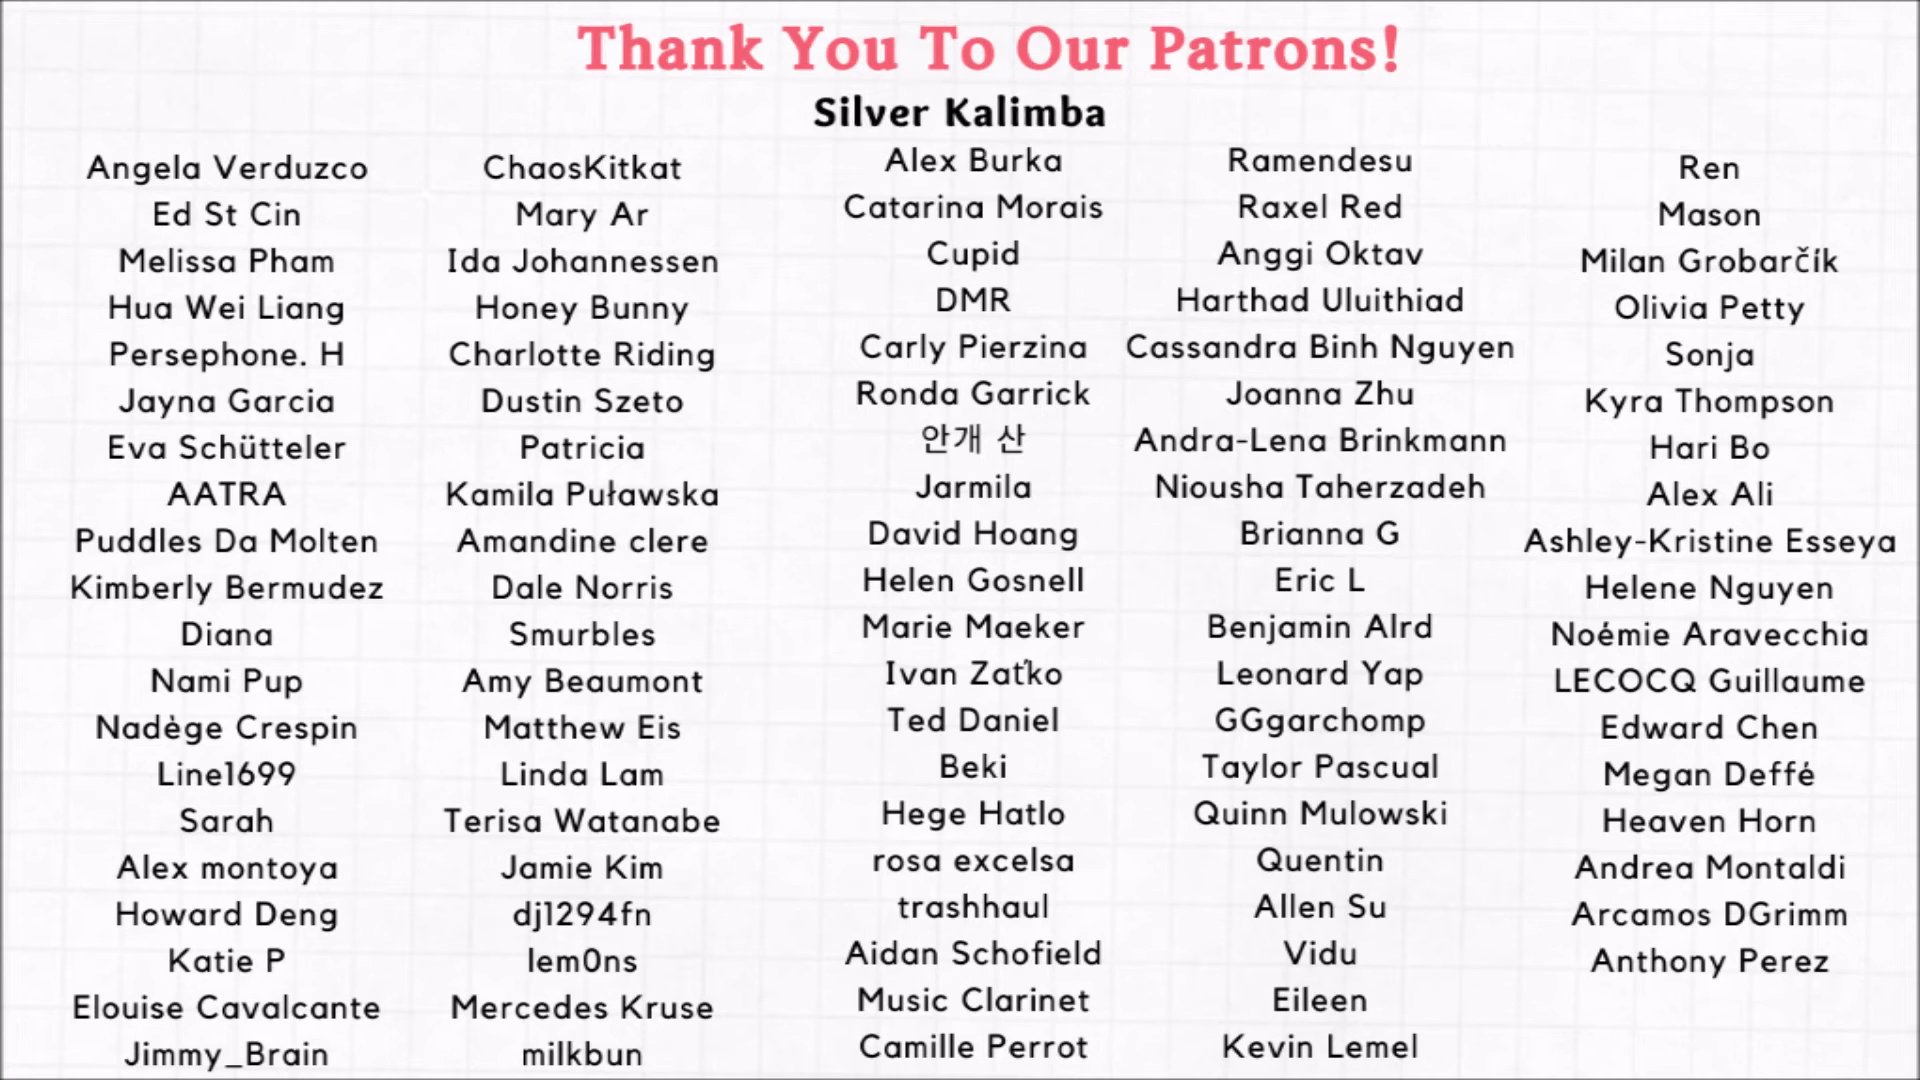 Thank You To Our Patrons!
Silver Kalimba
Angela Verduzco
Ed St Cin
Melissa Pham
Hua Wei Liang
Persephone. H
Jayna Garcia
Eva Schütteler
AATRA
Puddles Da Molten
Kimberly Bermudez
Diana
Nami Pup
Nadège Crespin
Line1699
Sarah
Alex montoya
Howard Deng
Katie P
Elouise Cavalcante
Jimmy_Brain
ChaosKitkat
Mary Ar
Ida Johannessen
Honey Bunny
Charlotte Riding
Dustin Szeto
Patricia
Kamila Puławska
Amandine clere
Dale Norris
Smurbles
Amy Beaumont
Matthew Eis
Linda Lam
Terisa Watanabe
Jamie Kim
dj1294fn
lem0ns
Mercedes Kruse
milkbun
Alex Burka
Catarina Morais
Cupid
DMR
Carly Pierzina
Ronda Garrick
안개 산
Jarmila
David Hoang
Helen Gosnell
Marie Maeker
Ivan Zaťko
Ted Daniel
Beki
Hege Hatlo
rosa excelsa
trashhaul
Aidan Schofield
Music Clarinet
Camille Perrot
Ramendesu
Raxel Red
Anggi Oktav
Harthad Uluithiad
Cassandra Binh Nguyen
Joanna Zhu
Andra-Lena Brinkmann
Niousha Taherzadeh
Brianna G
Eric L
Benjamin Alrd
Leonard Yap
GGgarchomp
Taylor Pascual
Quinn Mulowski
Quentin
Allen Su
Vidu
Eileen
Kevin Lemel
Ren
Mason
Milan Grobarčík
Olivia Petty
Sonja
Kyra Thompson
Hari Bo
Alex Ali
Ashley-Kristine Esseya
Helene Nguyen
Noémie Aravecchia
LECOCQ Guillaume
Edward Chen
Megan Deffé
Heaven Horn
Andrea Montaldi
Arcamos DGrimm
Anthony Perez